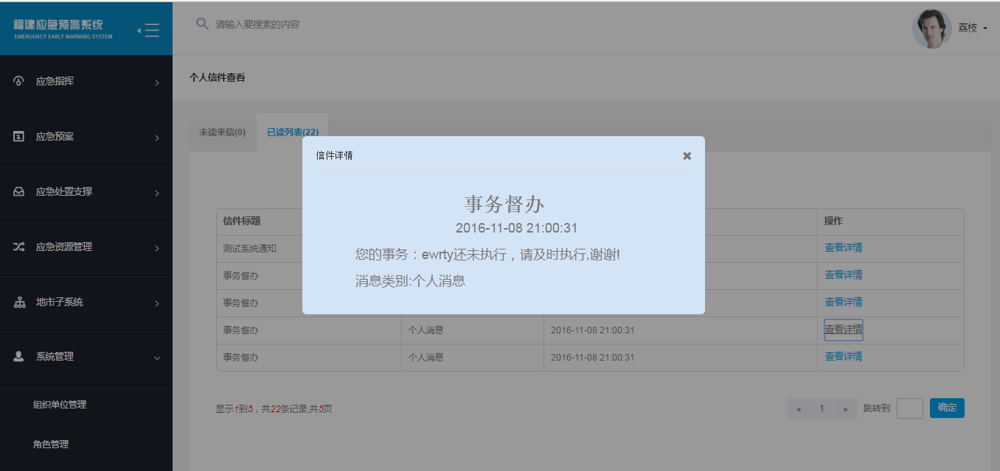 福建应急预警系统
EMERGENCY EARLY WARNING SYSTEM
请输入要搜索的内容
荔枝
应急指挥
应急预案
应急处置支撑
应急资源管理
地市子系统
系统管理
组织单位管理
角色管理
个人信件查看
未读来信(0)
已读列表(22)
信件详情
事务督办
2016-11-08 21:00:31
您的事务：ewrty还未执行，请及时执行,谢谢!
消息类别:个人消息
信件标题
操作
测试系统通知
查看详情
事务督办
查看详情
事务督办
查看详情
事务督办 个人消息 2016-11-08 21:00:31 查看详情
事务督办 个人消息 2016-11-08 21:00:31 查看详情
显示1到5，共22条记录,共5页
« 1 » 跳转到 确定